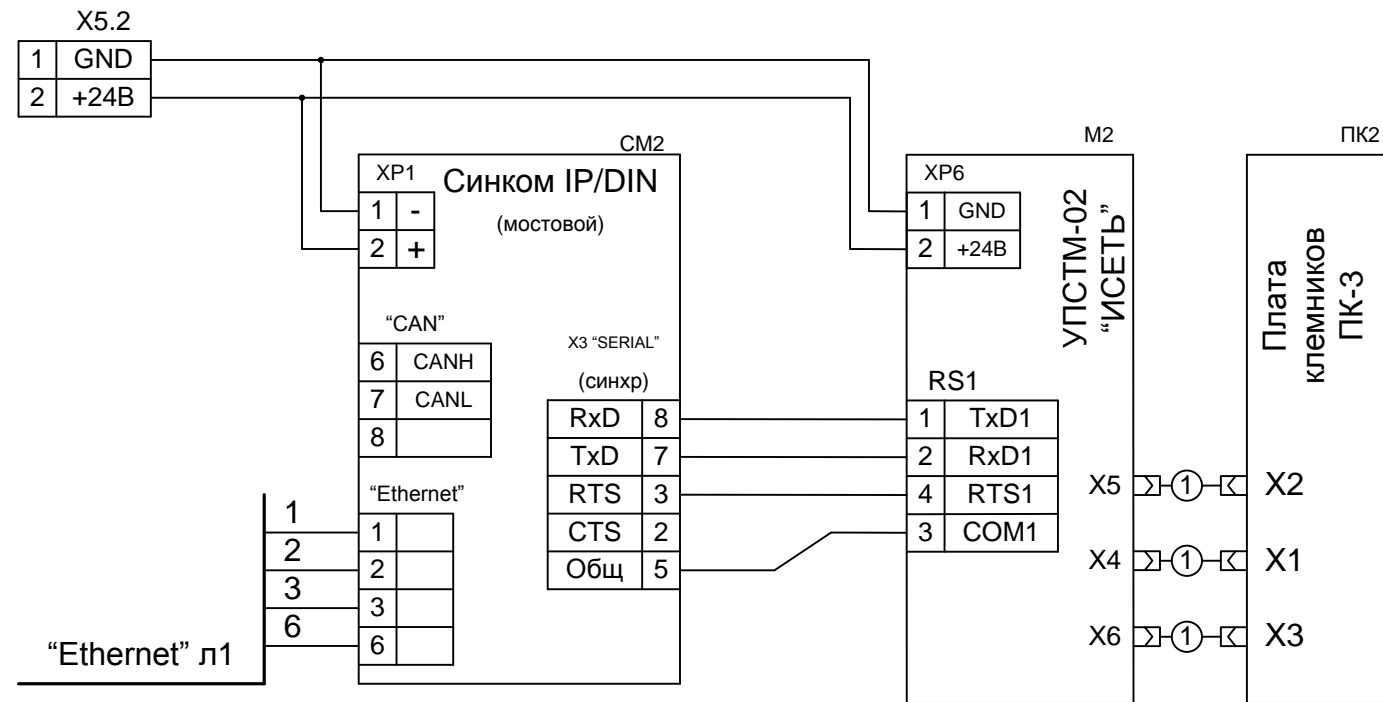 X5.2
1 GND
2 +24В
СМ2
XP1
Синком IP/DIN
(мостовой)
1 -
2 +
“CAN”
6 CANH
7 CANL
8
X3 “SERIAL”
(синхр)
RxD 8
TxD 7
RTS 3
CTS 2
Общ 5
“Ethernet”
1
2
3
6
1
2
3
6
“Ethernet” л1
М2
XP6
1 GND
2 +24В
УПСТМ-02
“ИСЕТЬ”
RS1
1 TxD1
2 RxD1
4 RTS1
3 COM1
X5 1 X2
X4 1 X1
X6 1 X3
ПК2
Плата
клемников
ПК-3